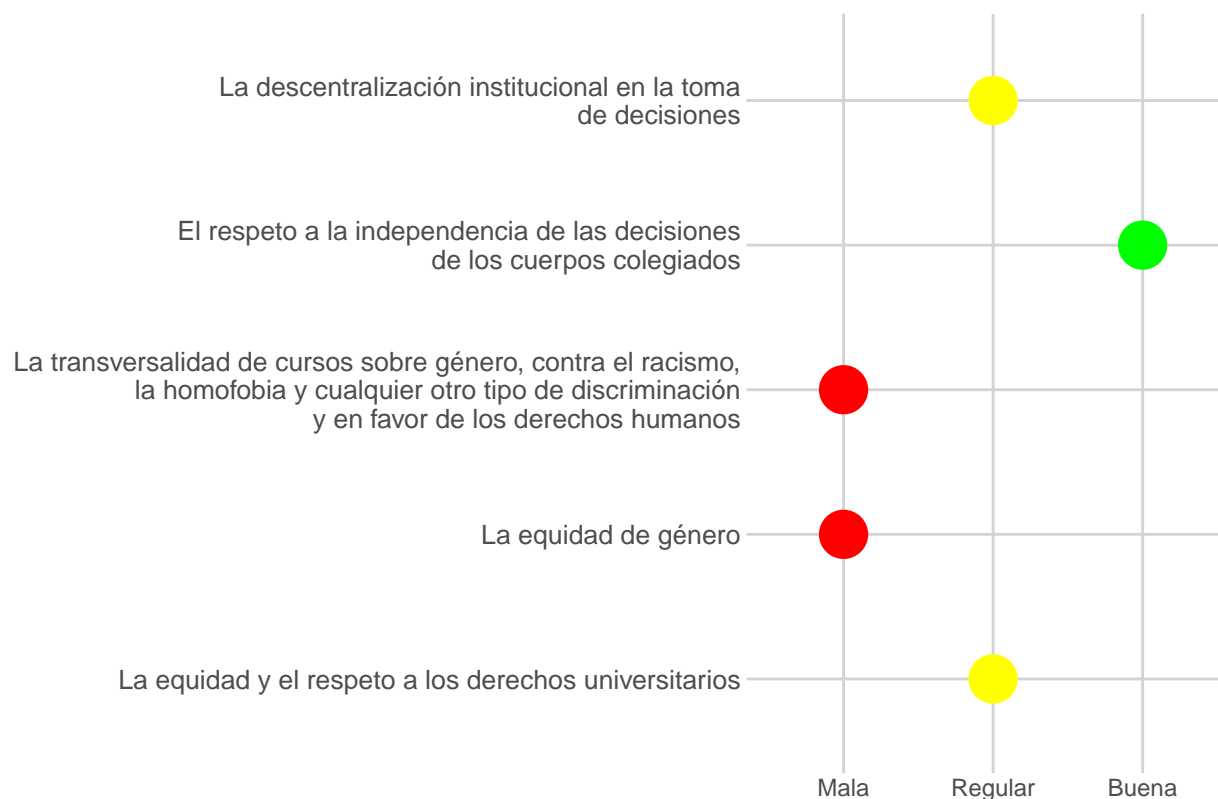 La descentralización institucional en la toma
de decisiones
El respeto a la independencia de las decisiones
de los cuerpos colegiados
La transversalidad de cursos sobre género, contra el racismo,
la homofobia y cualquier otro tipo de discriminación
y en favor de los derechos humanos
La equidad de género
La equidad y el respeto a los derechos universitarios
Mala Regular Buena